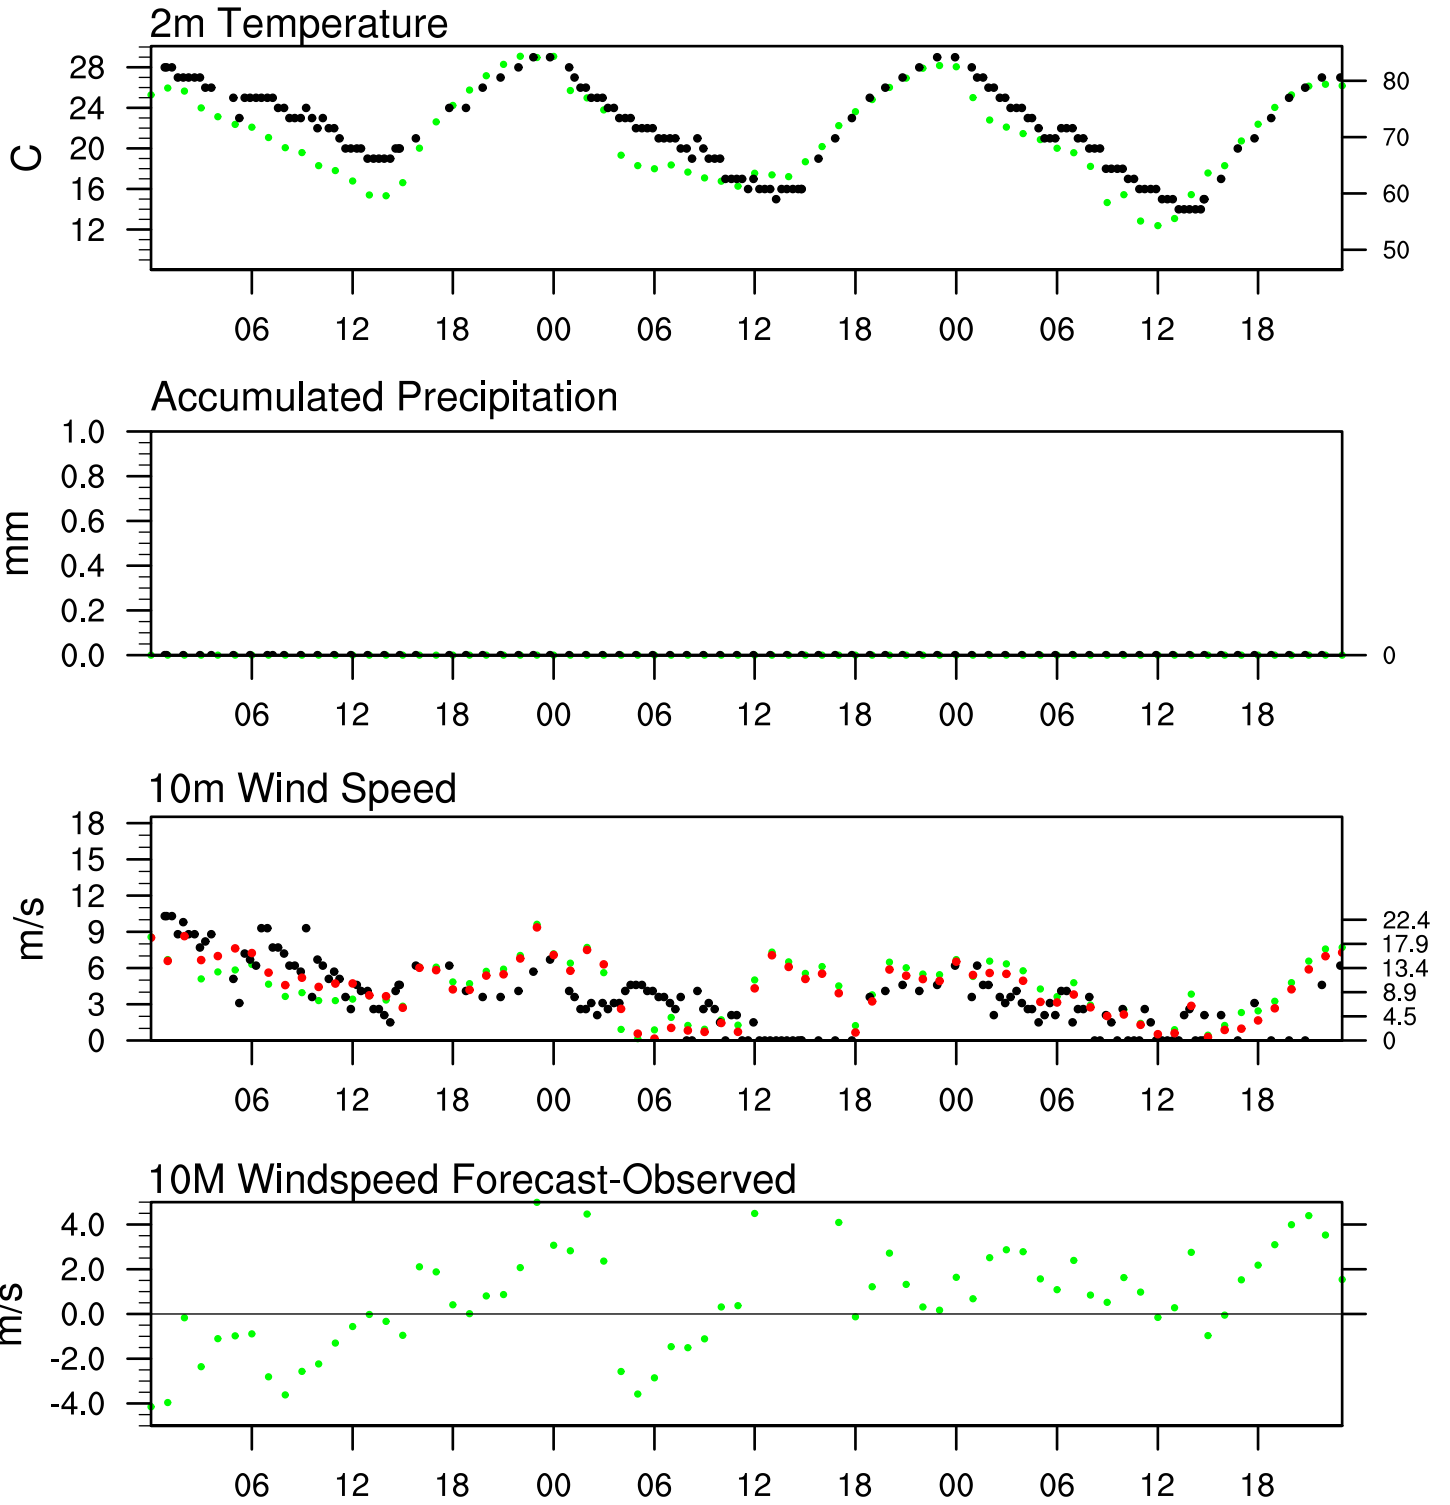 2m Temperature
C
28
24
20
16
12
80
70
60
50
06 12 18 00 06 12 18 00 06 12 18
Accumulated Precipitation
mm
1.0
0.8
0.6
0.4
0.2
0.0
0
06 12 18 00 06 12 18 00 06 12 18
10m Wind Speed
m/s
18
15
12
9
6
3
0
22.4
17.9
13.4
8.9
4.5
0
06 12 18 00 06 12 18 00 06 12 18
10M Windspeed Forecast-Observed
m/s
4.0
2.0
0.0
-2.0
-4.0
06 12 18 00 06 12 18 00 06 12 18